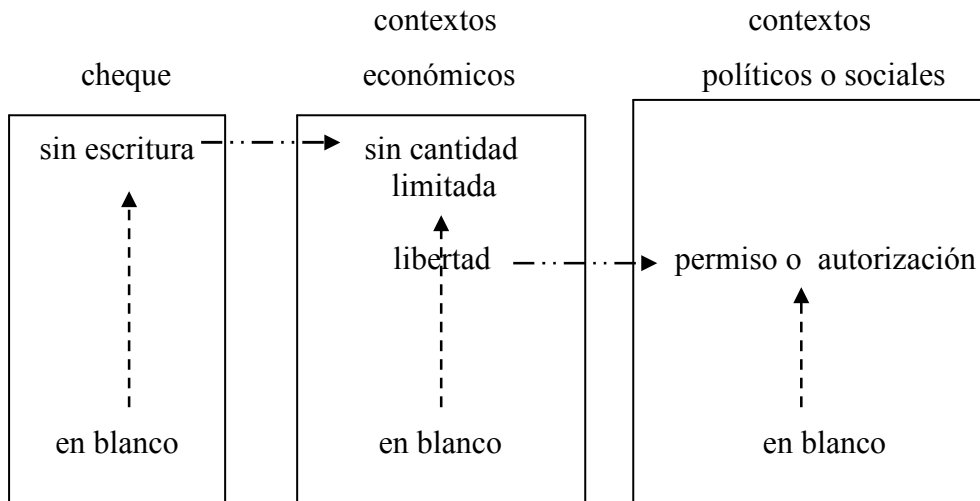 contextos contextos
cheque económicos políticos o sociales
sin escritura sin cantidad
limitada
libertad permiso o autorización
en blanco en blanco en blanco